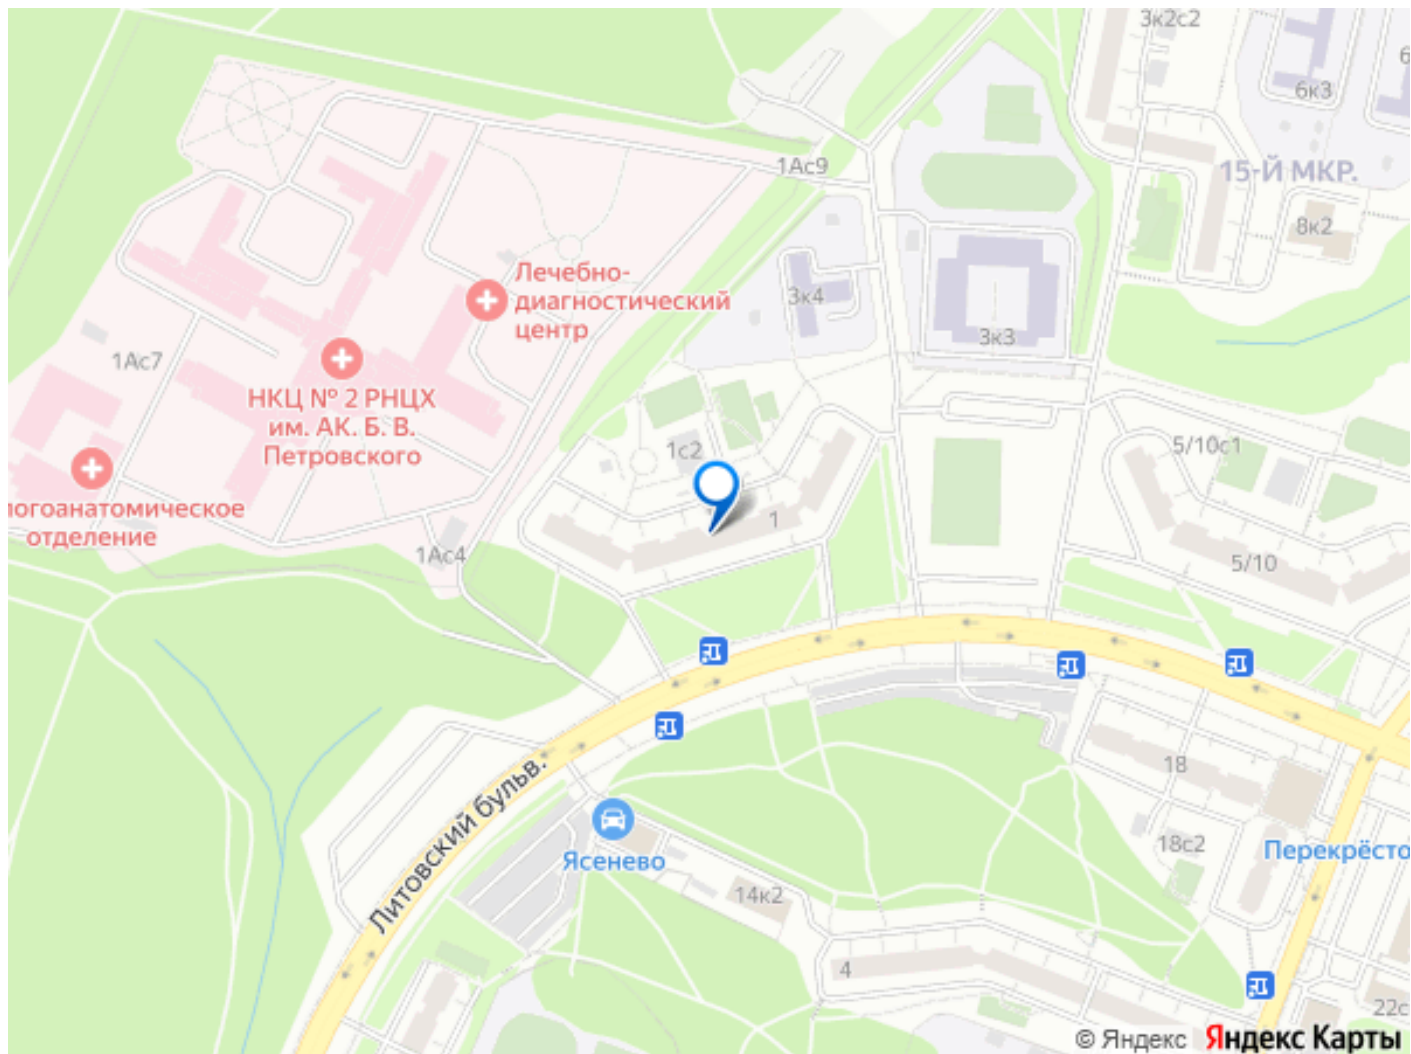 3к2с2
6
6к3
15-Й МКР.
8к2
1Ас9
Лечебно-
диагностический
центр
3к4
3к3
1Ас7
НКЦ № 2 РНЦХ
им. АК. Б. В.
Петровского
1с2
5/10с1
логоанатомическое
отделение
1Ас4
1
5/10
18
Литовский бульв.
Ясенево
14к2
18с2
Перекрёсто
4
22с
© Яндекс Яндекс Карты